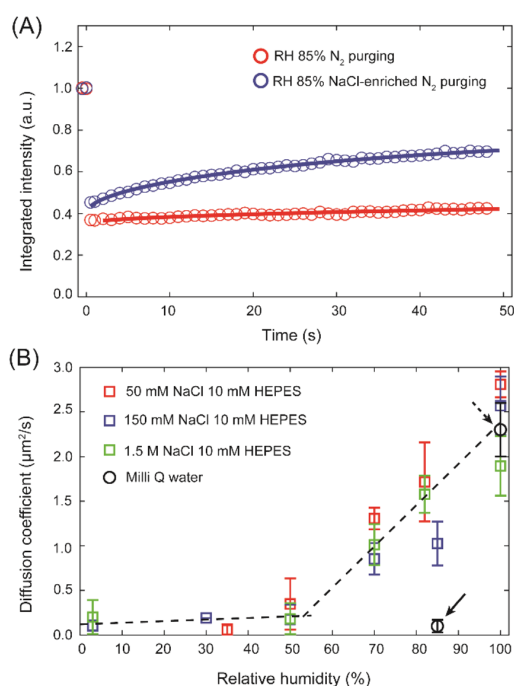 (A)
1.2
1.0
0.8
0.6
0.4
0.2
0.0
Integrated intensity (a.u.)
RH 85% N₂ purging
RH 85% NaCl-enriched N₂ purging
0
10
20
30
40
50
Time (s)
(B)
3.0
2.5
2.0
1.5
1.0
0.5
0.0
Diffusion coefficient (μm²/s)
50 mM NaCl 10 mM HEPES
150 mM NaCl 10 mM HEPES
1.5 M NaCl 10 mM HEPES
Milli Q water
0
10
20
30
40
50
60
70
80
90
100
Relative humidity (%)